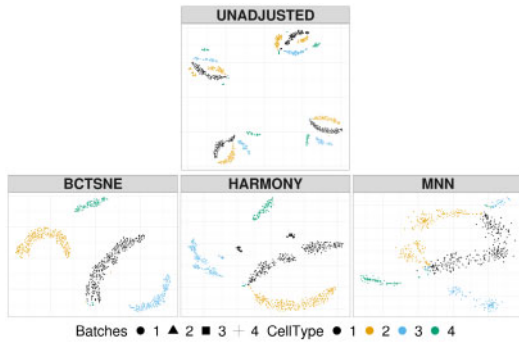 UNADJUSTED
BCTSNE HARMONY MNN
Batches 1 2 3 4 CellType 1 2 3 4